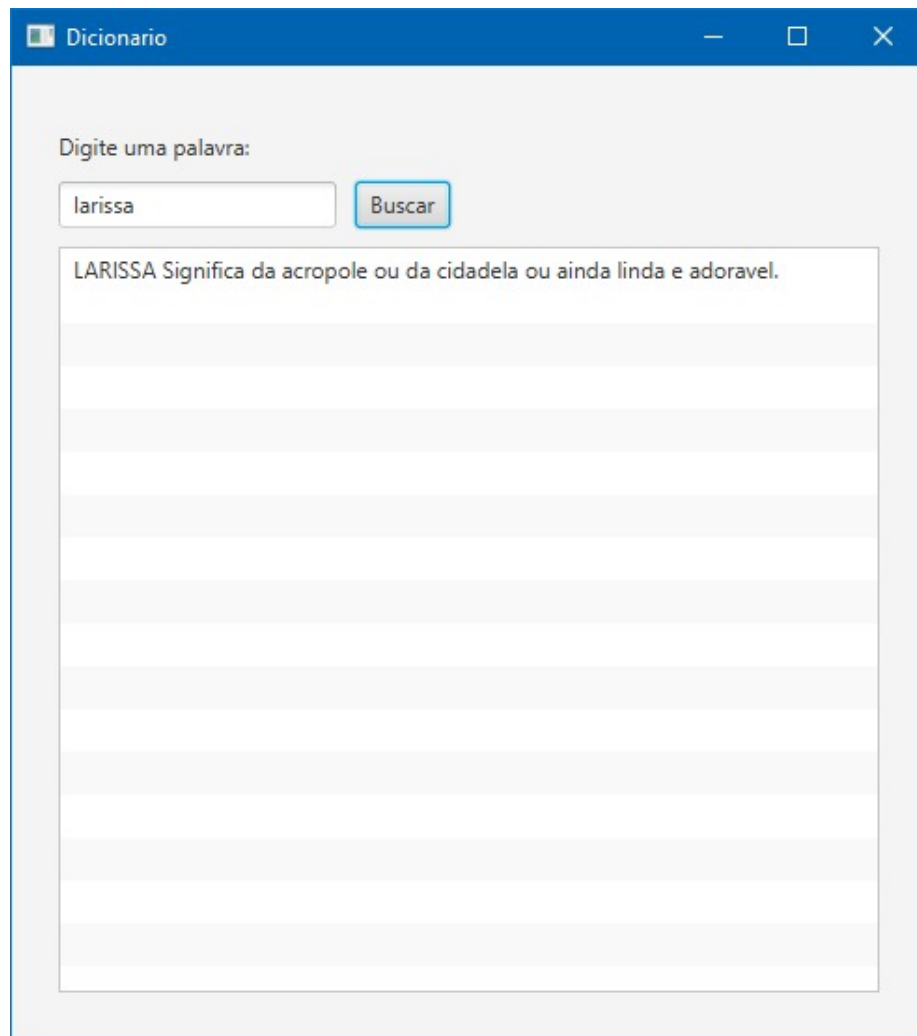 Dicionario
Digite uma palavra:
larissa Buscar
LARISSA Significa da acropole ou da cidadela ou ainda linda e adoravel.